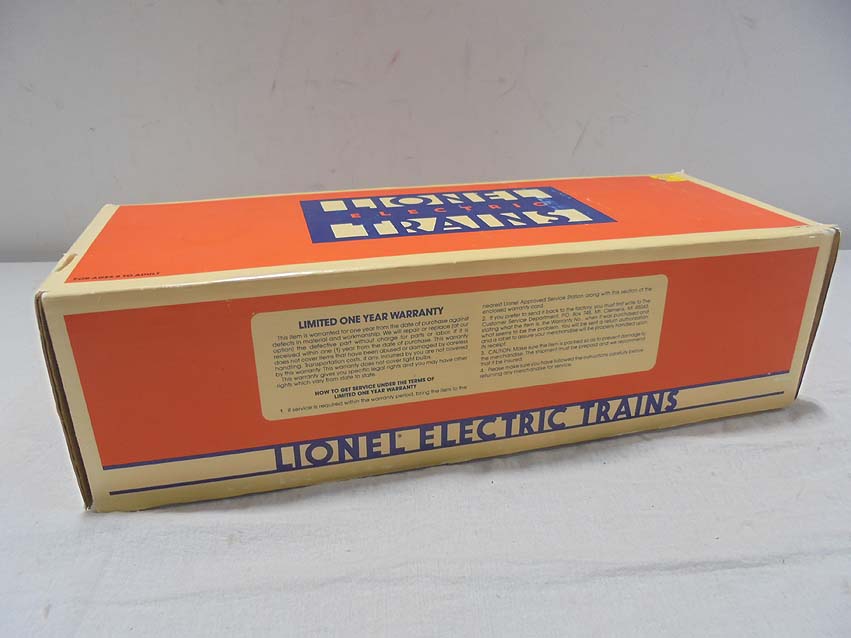 LIONEL
ELECTRIC
TRAINS
FOR AGES 8 TO ADULT
LIMITED ONE YEAR WARRANTY
This item is warranted for one year from the date of purchase against
defects in material and workmanship. We will repair or replace (at our
option) the defective part without charge for parts or labor, if it is
received within one (1) year from the date of purchase. This warranty
does not cover items that have been abused or damaged by careless
handling. Transportation costs, if any, incurred by you are not covered
by this warranty. This warranty does not cover light bulbs.
This warranty gives you specific legal rights and you may have other
rights which vary from state to state.
HOW TO GET SERVICE UNDER THE TERMS OF
LIMITED ONE YEAR WARRANTY
1. If service is required within the warranty period, bring the item to the
nearest Lionel Approved Service Station along with this section of the
enclosed warranty card.
2. If you prefer to send it back to the factory, you must first write to the
Customer Service Department, P.O. Box 748, Mt. Clemens, MI 48043,
stating what the item is, the Warranty No., when it was purchased and
what seems to be the problem. You will be sent a return authorization
and a label to assure your merchandise will be properly handled upon
its receipt.
3. CAUTION: Make sure the item is packed so as to prevent damage to
the merchandise. The shipment must be prepaid and we recommend
that it be insured.
4. Please make sure you have followed the instructions carefully before
returning any merchandise for service.
LIONEL® ELECTRIC TRAINS